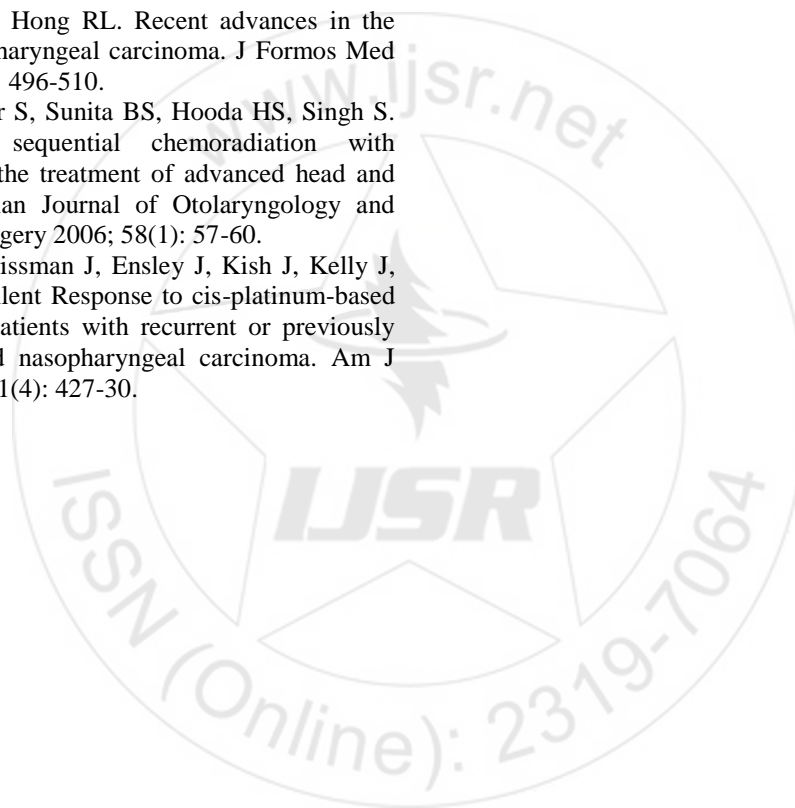 Hong RL. Recent advances in the
haryngeal carcinoma. J Formos Med
496-510.
r S, Sunita BS, Hooda HS, Singh S.
sequential chemoradiation with
the treatment of advanced head and
ian Journal of Otolaryngology and
gery 2006; 58(1): 57-60.
issman J, Ensley J, Kish J, Kelly J,
llent Response to cis-platinum-based
atients with recurrent or previously
d nasopharyngeal carcinoma. Am J
1(4): 427-30.
www.ijsr.net
IJSR
ISSN (Online): 2319-7064